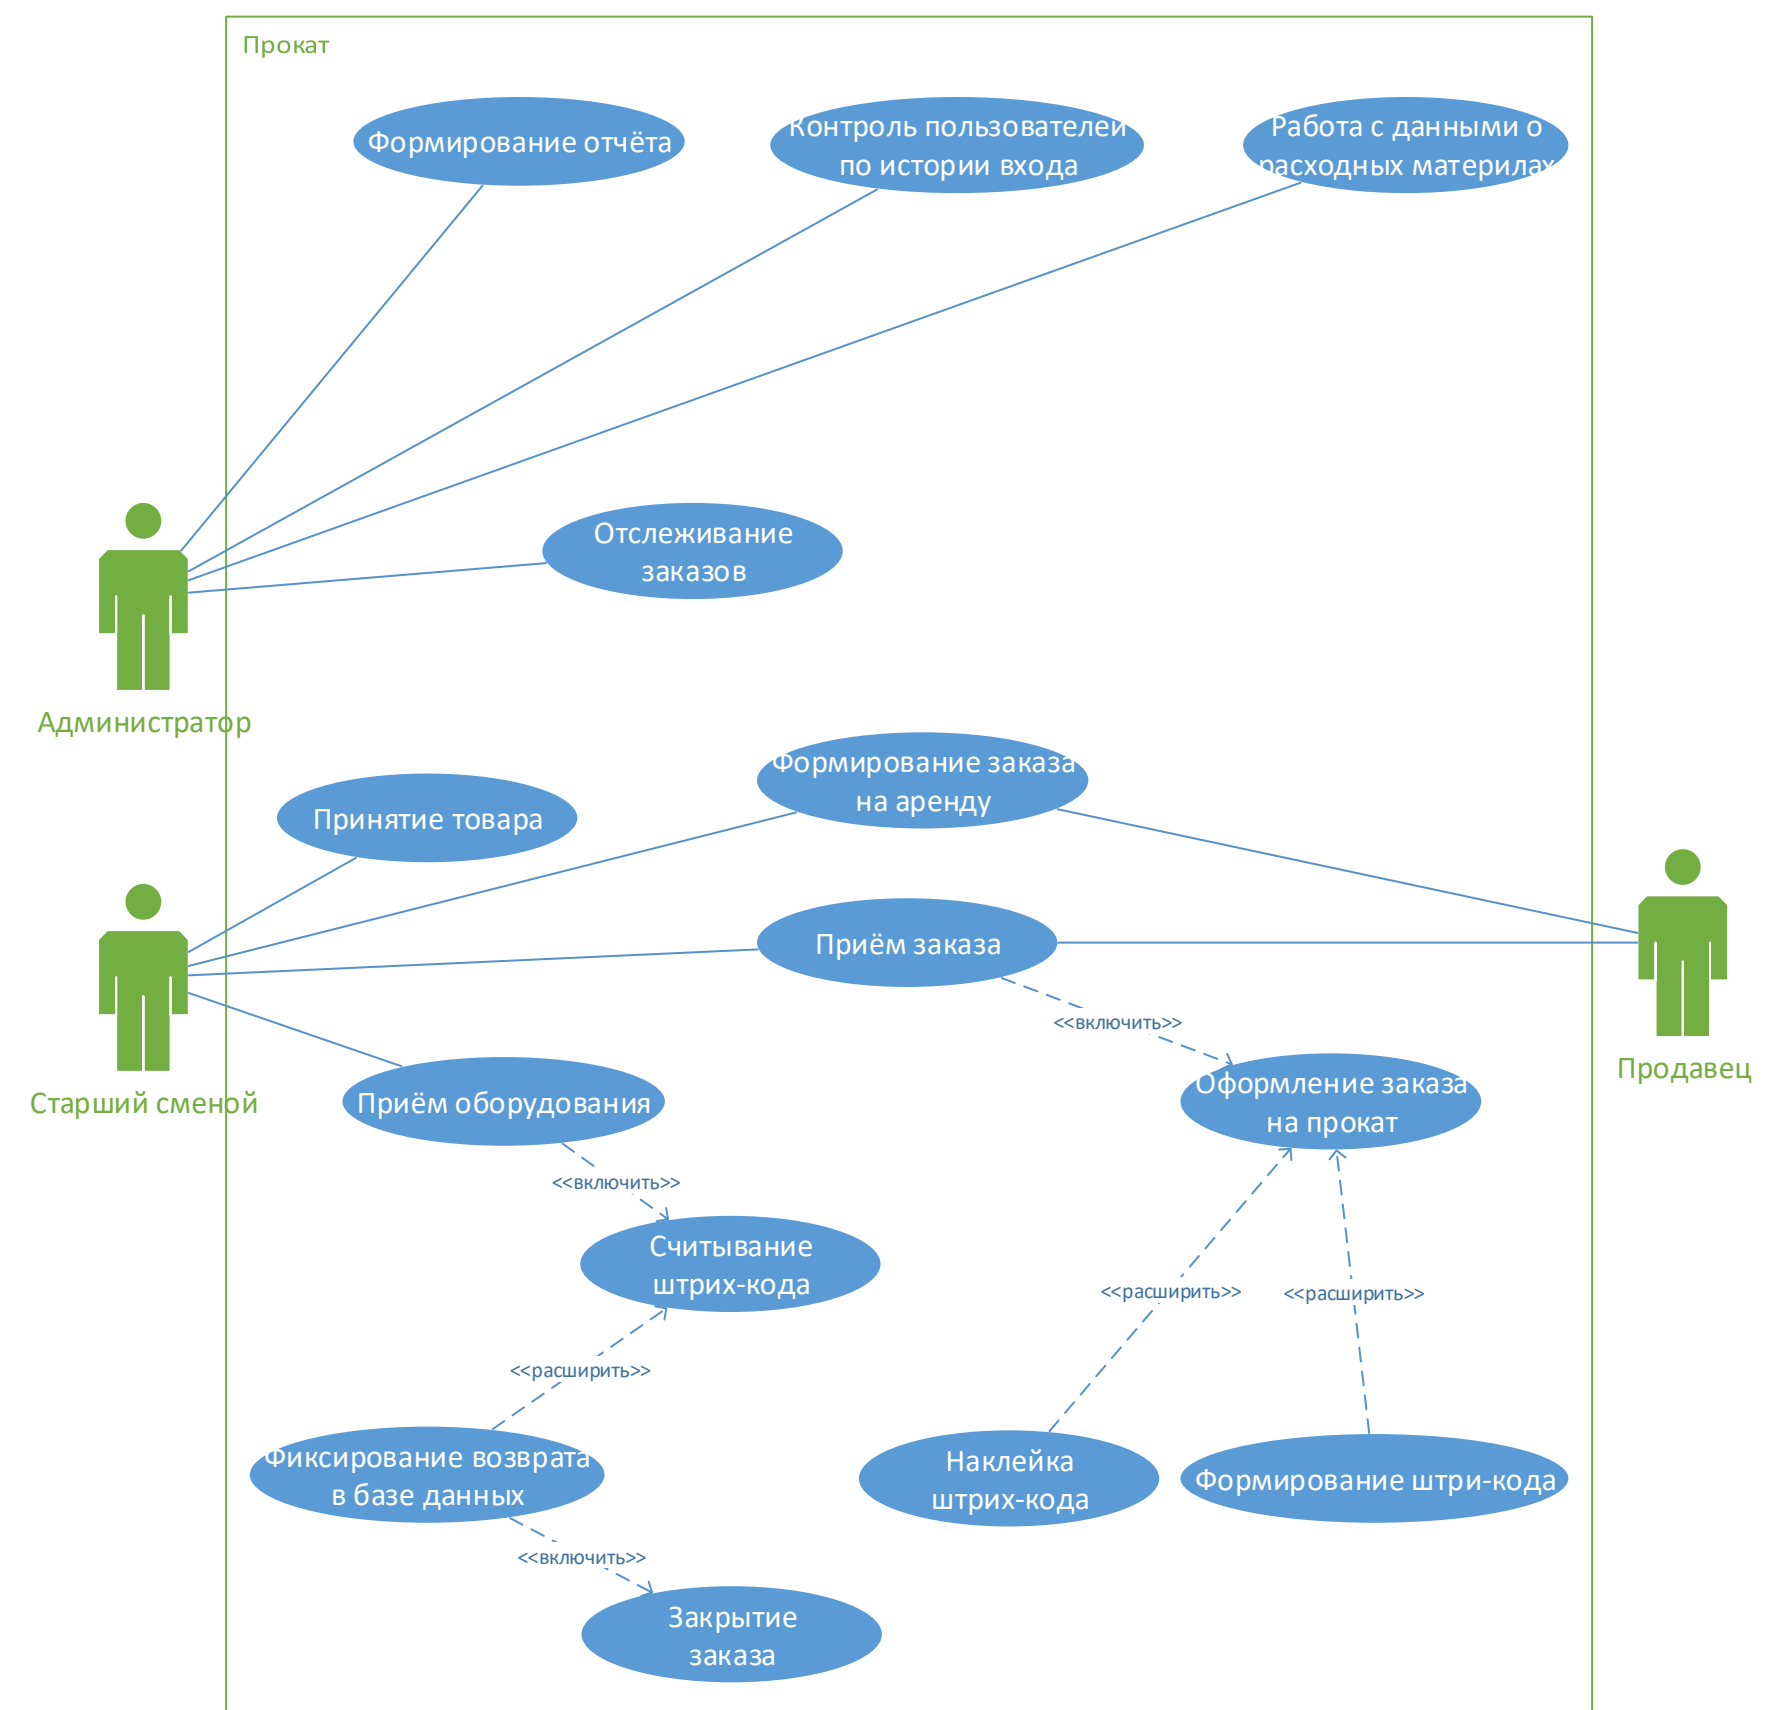 Прокат
Формирование отчёта
Контроль пользователей
по истории входа
Работа с данными о
расходных материлах
Отслеживание
заказов
Администратор
Формирование заказа
на аренду
Принятие товара
Приём заказа
<<включить>>
Продавец
Оформление заказа
на прокат
Старший сменой
Приём оборудования
<<включить>>
Считывание
штрих-кода
<<расширить>>
<<расширить>>
<<расширить>>
Фиксирование возврата
в базе данных
Наклейка
штрих-кода
Формирование штри-кода
<<включить>>
Закрытие
заказа